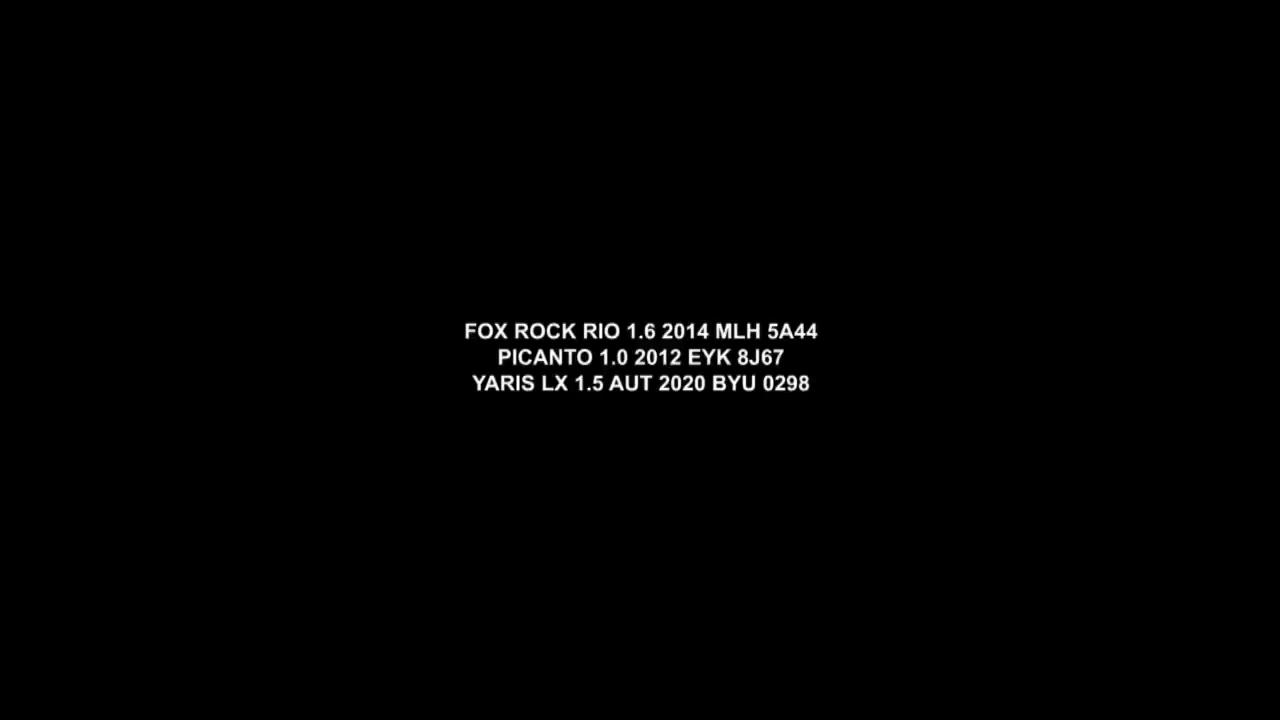 FOX ROCK RIO 1.6 2014 MLH 5A44
PICANTO 1.0 2012 EYK 8J67
YARIS LX 1.5 AUT 2020 BYU 0298